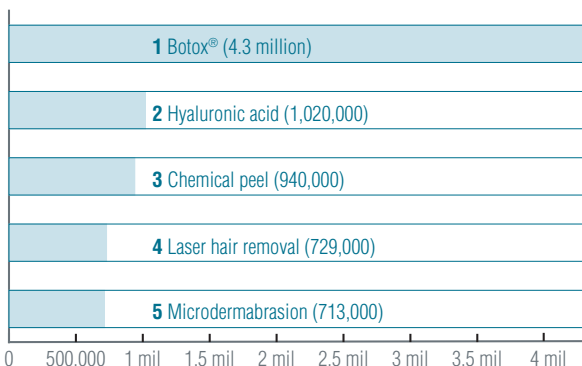 1 Botox® (4.3 million)
2 Hyaluronic acid (1,020,000)
3 Chemical peel (940,000)
4 Laser hair removal (729,000)
5 Microdermabrasion (713,000)
0 500,000 1 mil 1.5 mil 2 mil 2.5 mil 3 mil 3.5 mil 4 mil